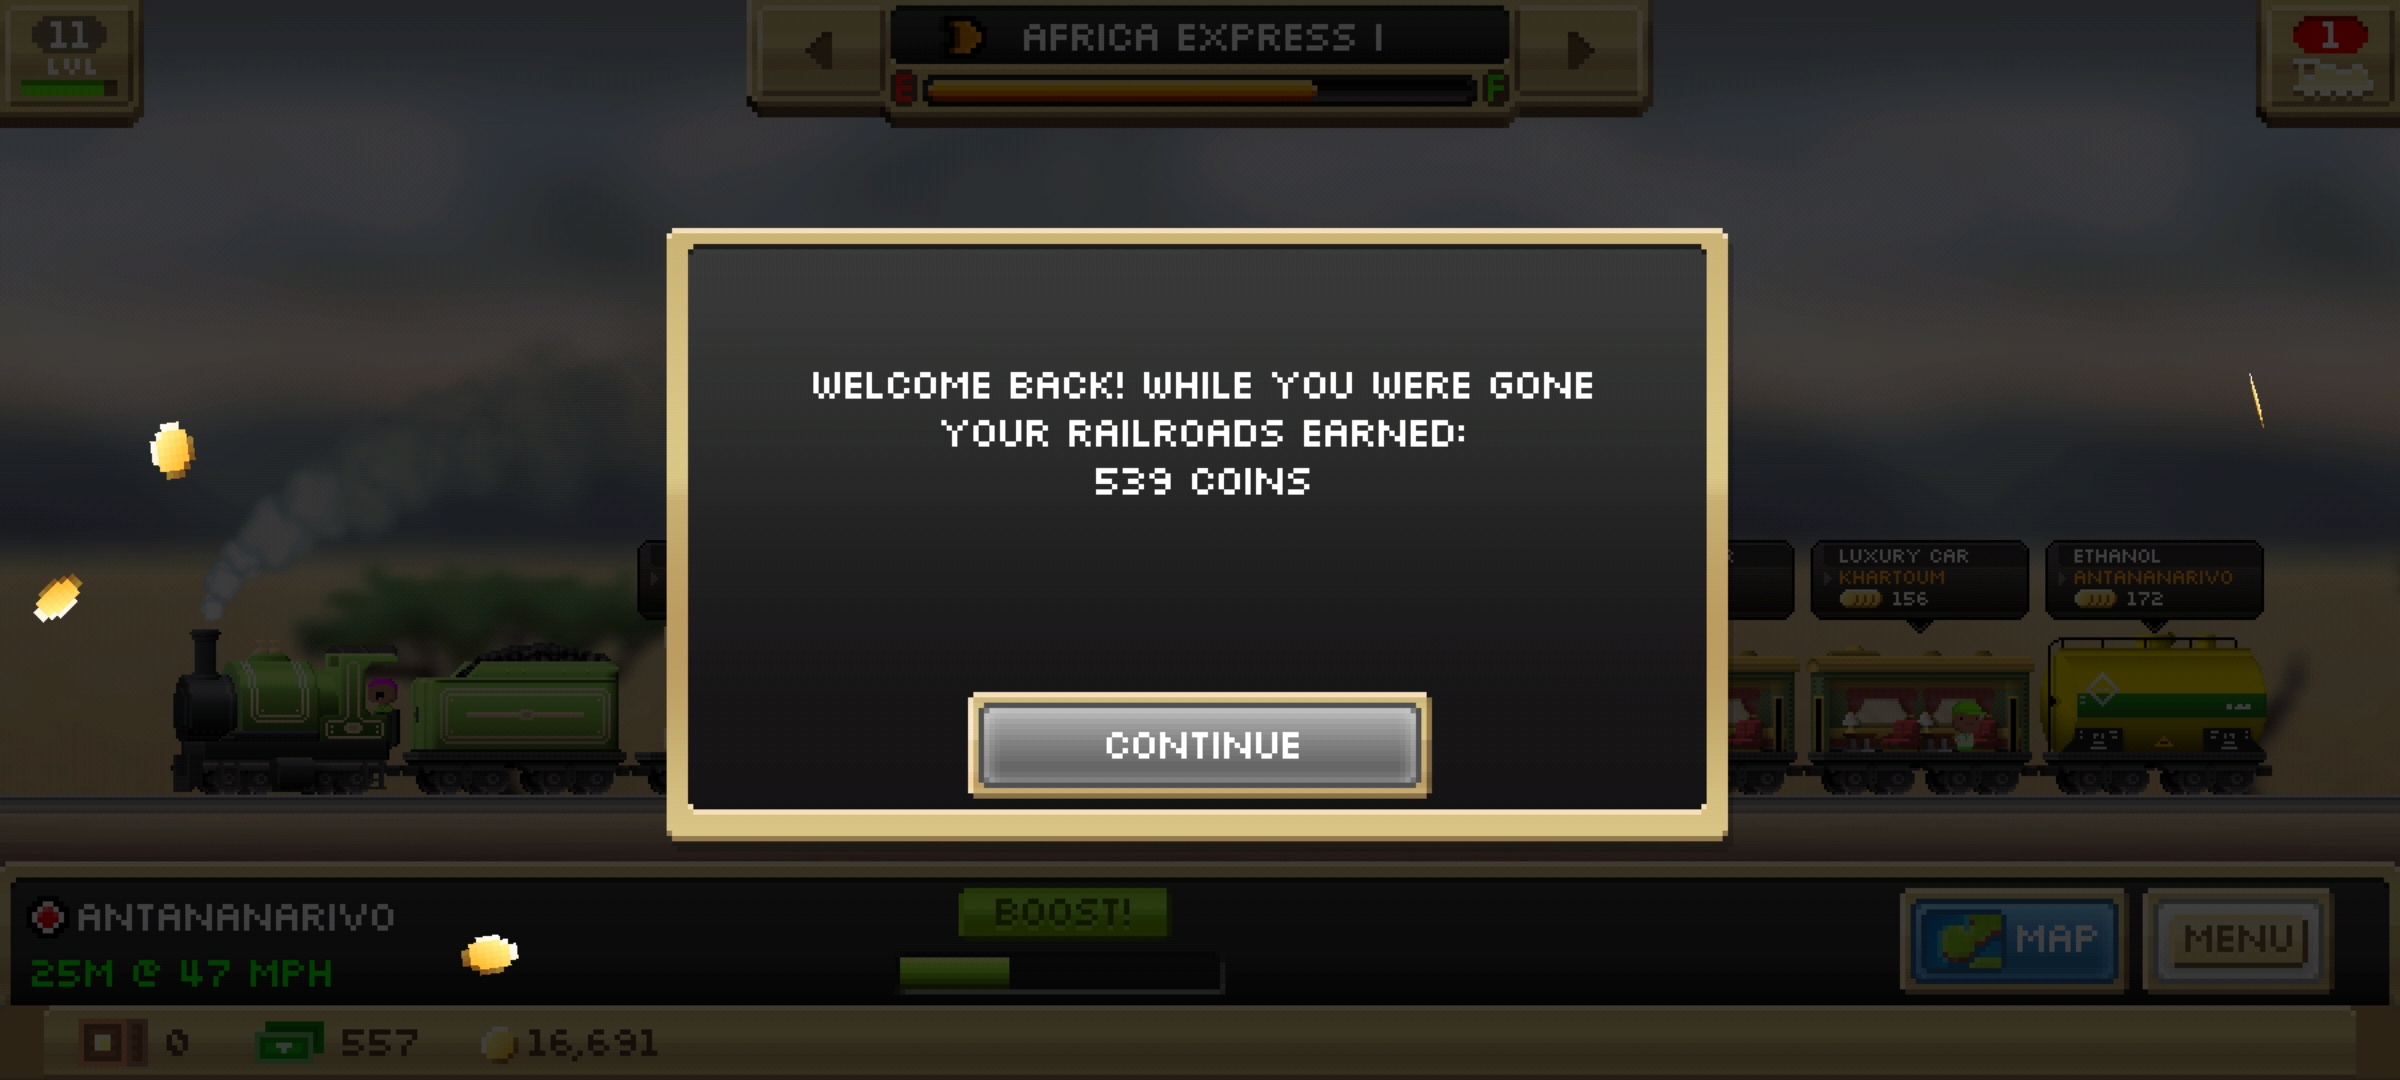 11
LVL
AFRICA EXPRESS I
E
F
1
WELCOME BACK! WHILE YOU WERE GONE
YOUR RAILROADS EARNED:
539 COINS
CONTINUE
LUXURY CAR
KHARTOUM
156
ETHANOL
ANTANANARIVO
172
ANTANANARIVO
25M @ 47 MPH
BOOST!
MAP
MENU
0
557
16,691